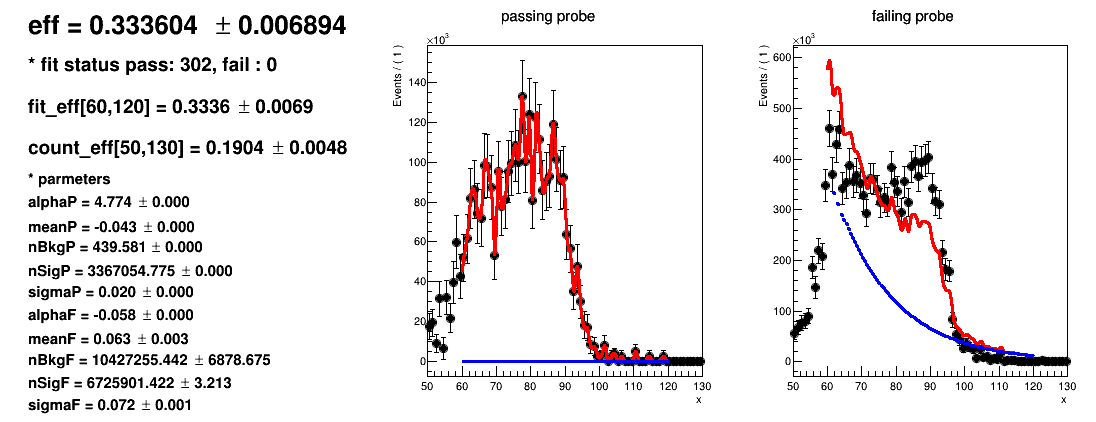 eff = 0.333604 ± 0.006894
* fit status pass: 302, fail : 0
fit_eff[60,120] = 0.3336 ± 0.0069
count_eff[50,130] = 0.1904 ± 0.0048
* parmeters
alphaP = 4.774 ± 0.000
meanP = -0.043 ± 0.000
nBkgP = 439.581 ± 0.000
nSigP = 3367054.775 ± 0.000
sigmaP = 0.020 ± 0.000
alphaF = -0.058 ± 0.000
meanF = 0.063 ± 0.003
nBkgF = 10427255.442 ± 6878.675
nSigF = 6725901.422 ± 3.213
sigmaF = 0.072 ± 0.001
passing probe
×10³
Events / ( 1 )
140
120
100
80
60
40
20
0
50 60 70 80 90 100 110 120 130
x
failing probe
×10³
Events / ( 1 )
600
500
400
300
200
100
0
50 60 70 80 90 100 110 120 130
x